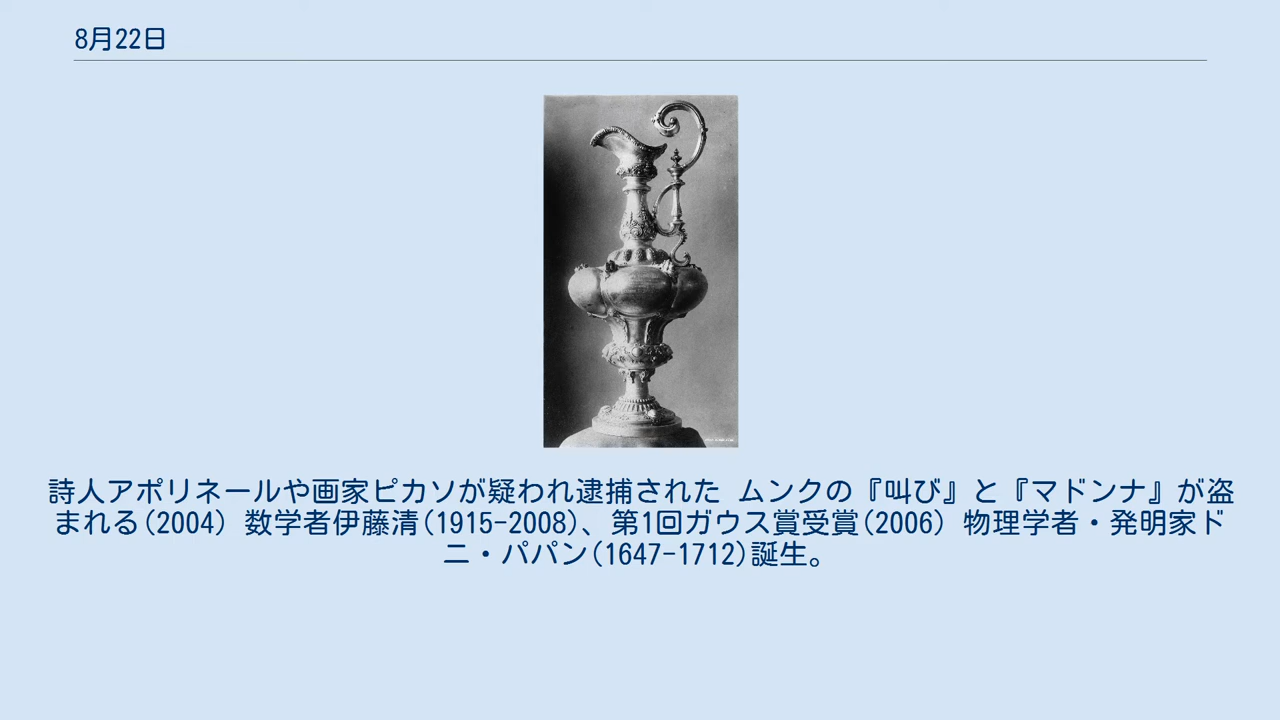 8月22日
詩人アポリネールや画家ピカソが疑われ逮捕された ムンクの『叫び』と『マドンナ』が盗
まれる(2004) 数学者伊藤清(1915-2008)、第1回ガウス賞受賞(2006) 物理学者・発明家ド
ニ・パパン(1647-1712)誕生。